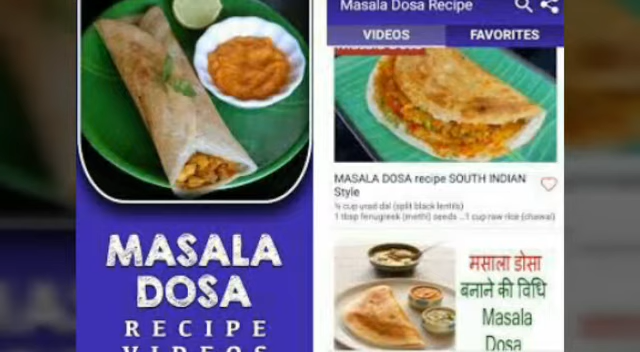 MASALA
DOSA
RECIPE
VIDEOS
Masala Dosa Recipe
VIDEOS
FAVORITES
MASALA DOSA recipe SOUTH INDIAN
Style
½ cup urad dal (split black lentils)
1 tbsp fenugreek (methi) seeds ...1 cup raw rice (chawal)
मसाला डोसा
बनाने की विधि
Masala
Dosa